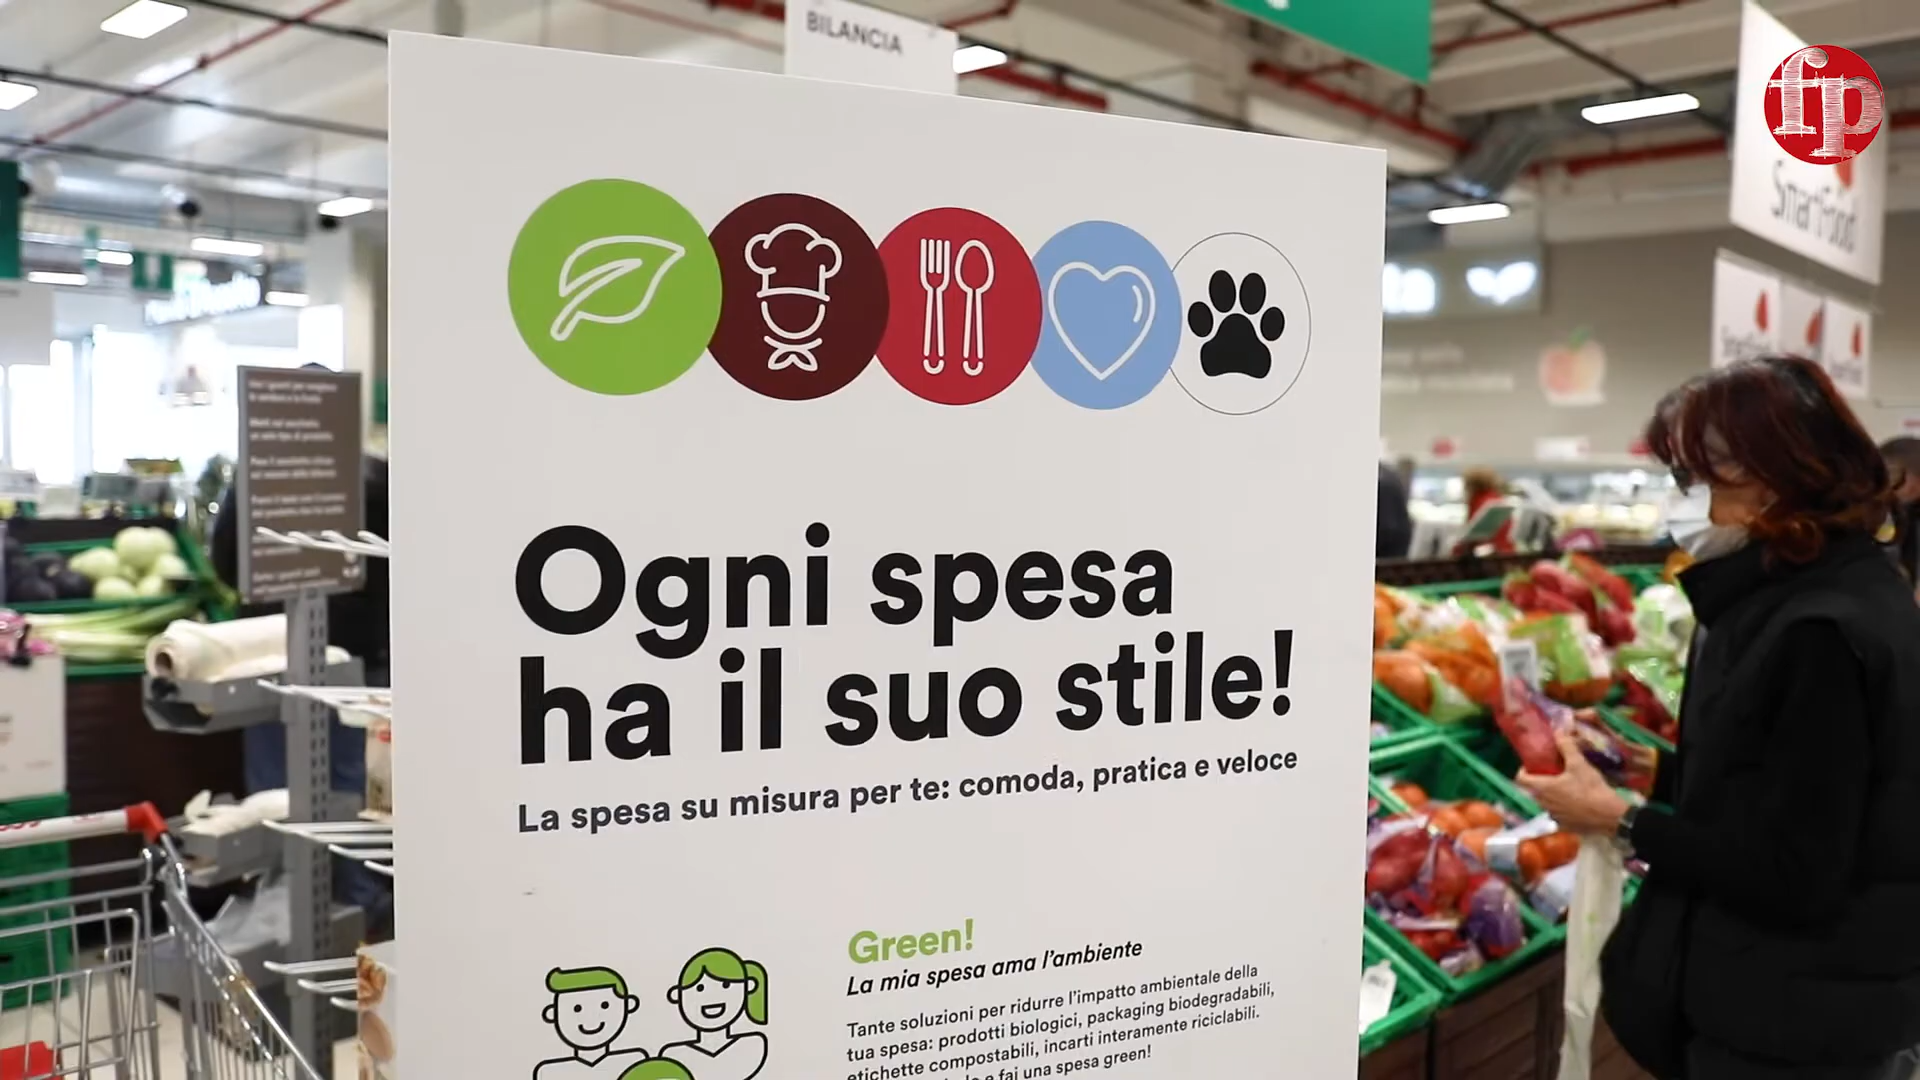 BILANCIA
fp
SmartFood
Ogni spesa
ha il suo stile!
La spesa su misura per te: comoda, pratica e veloce
Green!
La mia spesa ama l'ambiente
Tante soluzioni per ridurre l'impatto ambientale della
tua spesa: prodotti biologici, packaging biodegradabili,
etichette compostabili, incarti interamente riciclabili.
e fai una spesa green!